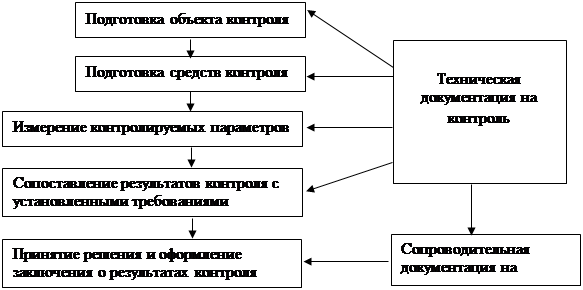 Подготовка объекта контроля
Подготовка средств контроля
Измерение контролируемых параметров
Сопоставление результатов контроля с
установленными требованиями
Принятие решения и оформление
заключения о результатах контроля
Техническая
документация на
контроль
Сопроводительная
документация на